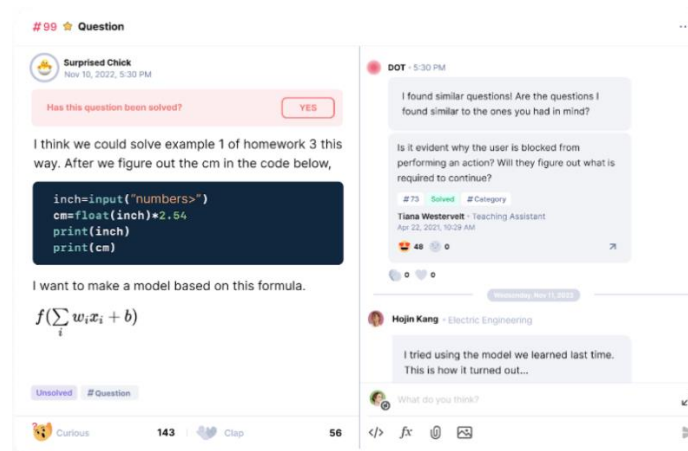 #99 Question
Surprised Chick
Nov 10, 2022, 5:30 PM
Has this question been solved?
YES
I think we could solve example 1 of homework 3 this
way. After we figure out the cm in the code below,
inch=input("numbers>")
cm=float(inch)*2.54
print(inch)
print(cm)
I want to make a model based on this formula.
f(∑ᵢ wᵢxᵢ + b)
Unsolved #Question
Curious 143 Clap 56
DOT · 5:30 PM
I found similar questions! Are the questions I
found similar to the ones you had in mind?
Is it evident why the user is blocked from
performing an action? Will they figure out what is
required to continue?
#73 Solved #Category
Tiana Westervelt · Teaching Assistant
Apr 22, 2021, 10:29 AM
48 0
0 0
Wednesday, Nov 11, 2022
Hojin Kang · Electric Engineering
I tried using the model we learned last time.
This is how it turned out...
What do you think?
</> fx